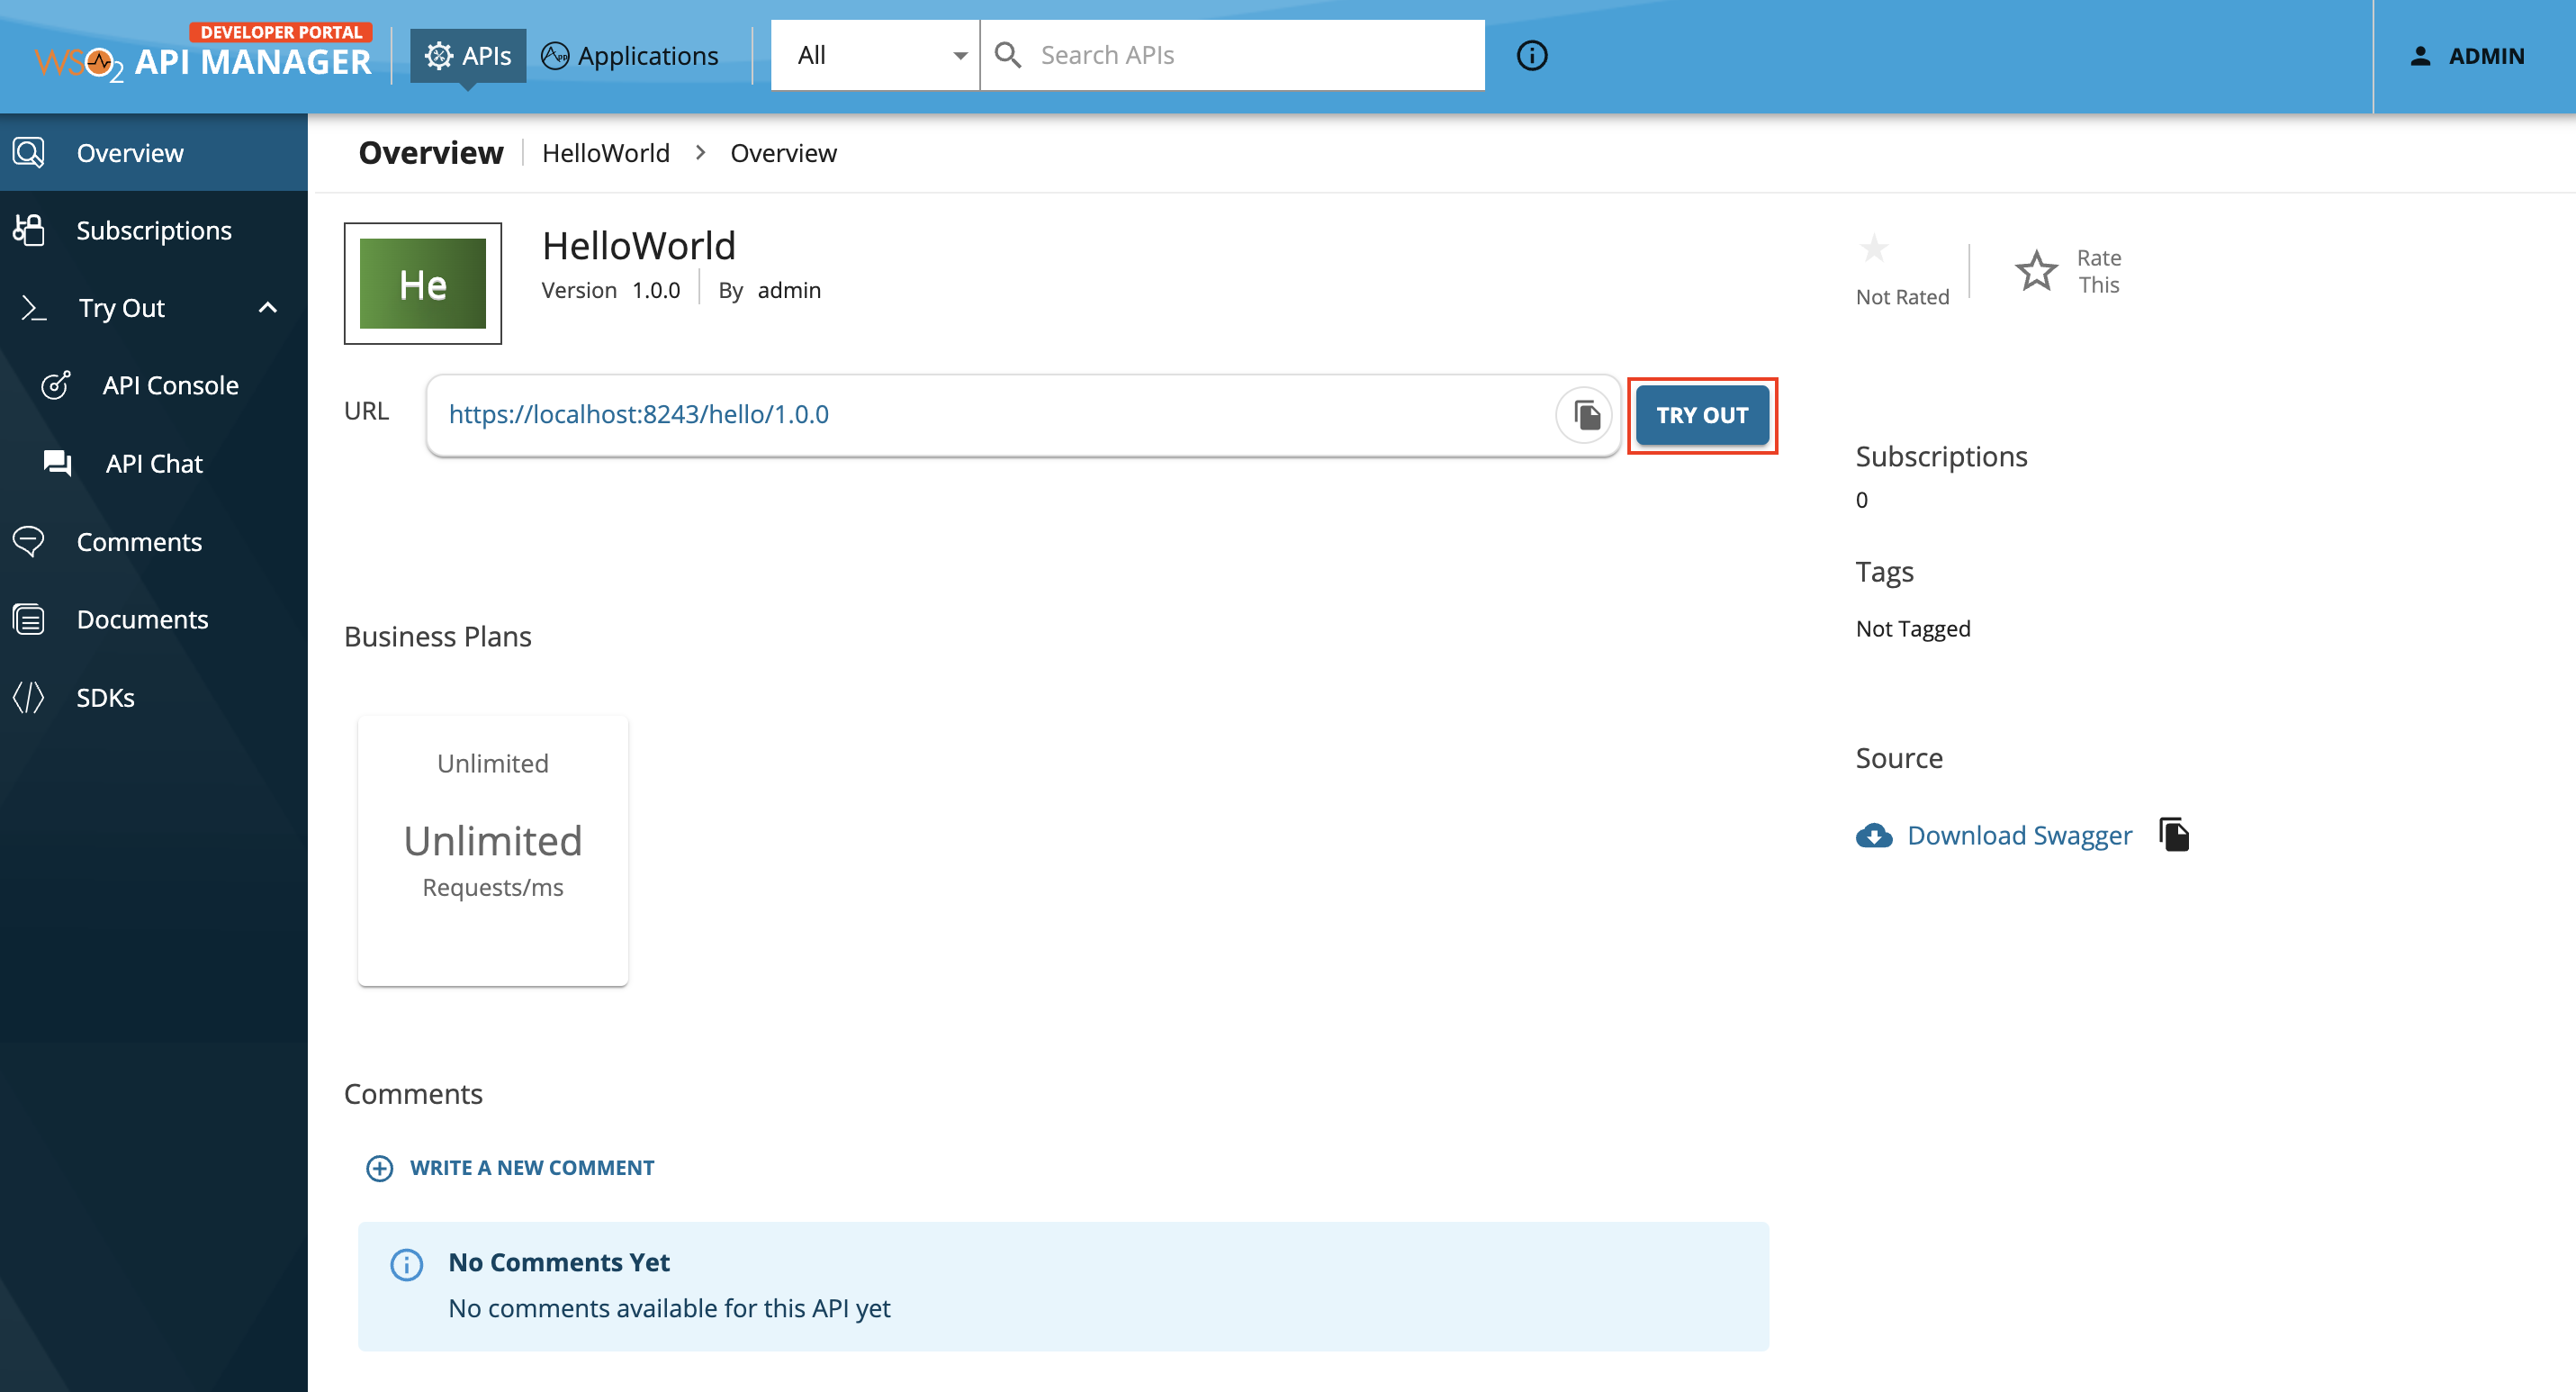 DEVELOPER PORTAL
WSO2 API MANAGER
APIs
APP Applications
All
Search APIs
ADMIN
Overview
Subscriptions
Try Out
API Console
API Chat
Comments
Documents
SDKs
Overview HelloWorld > Overview
He
HelloWorld
Version 1.0.0 By admin
Not Rated
Rate
This
URL
https://localhost:8243/hello/1.0.0
TRY OUT
Subscriptions
0
Tags
Not Tagged
Source
Download Swagger
Business Plans
Unlimited
Unlimited
Requests/ms
Comments
WRITE A NEW COMMENT
No Comments Yet
No comments available for this API yet